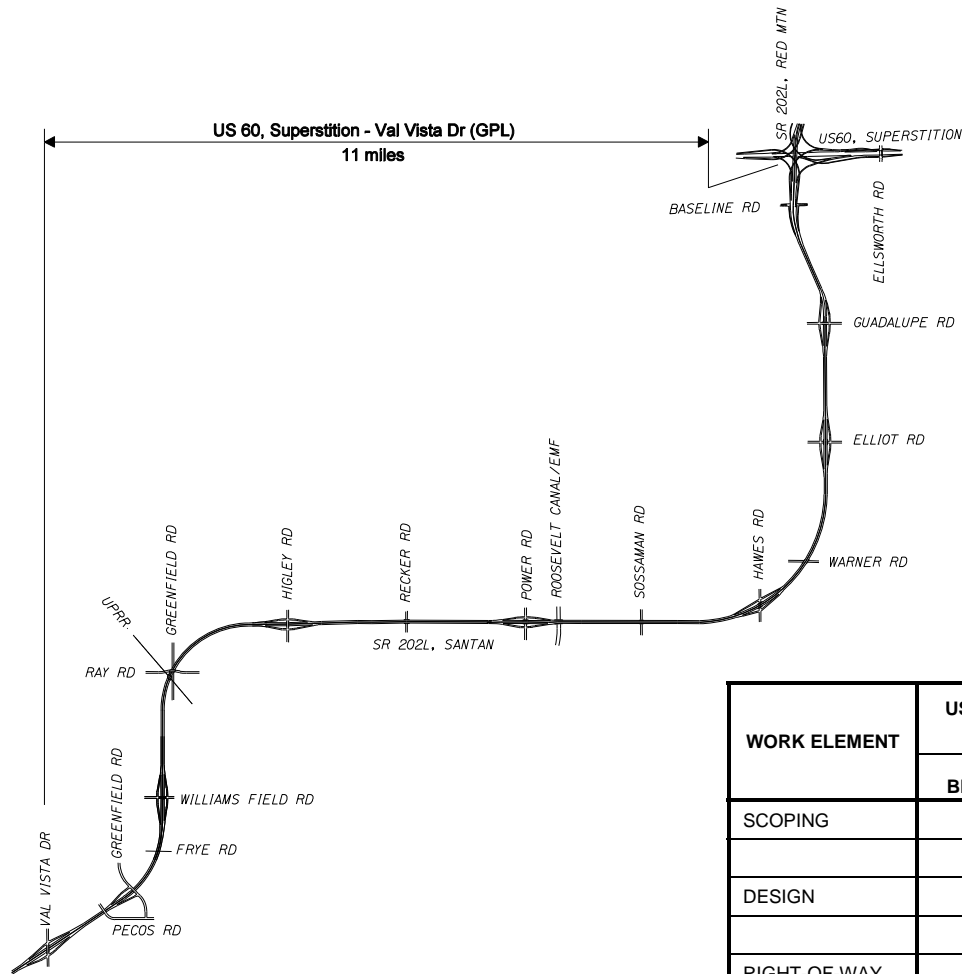 SR 202L, RED MTN
US 60, Superstition - Val Vista Dr (GPL)
11 miles
US60, SUPERSTITION
BASELINE RD
ELLSWORTH RD
GUADALUPE RD
ELLIOT RD
GREENFIELD RD
HIGLEY RD
RECKER RD
POWER RD
ROOSEVELT CANAL/EMF
SOSSAMAN RD
HAWES RD
WARNER RD
UPRR.
SR 202L, SANTAN
RAY RD
WILLIAMS FIELD RD
GREENFIELD RD
FRYE RD
VAL VISTA DR
PECOS RD
WORK ELEMENT
SCOPING
DESIGN
RIGHT OF WAY